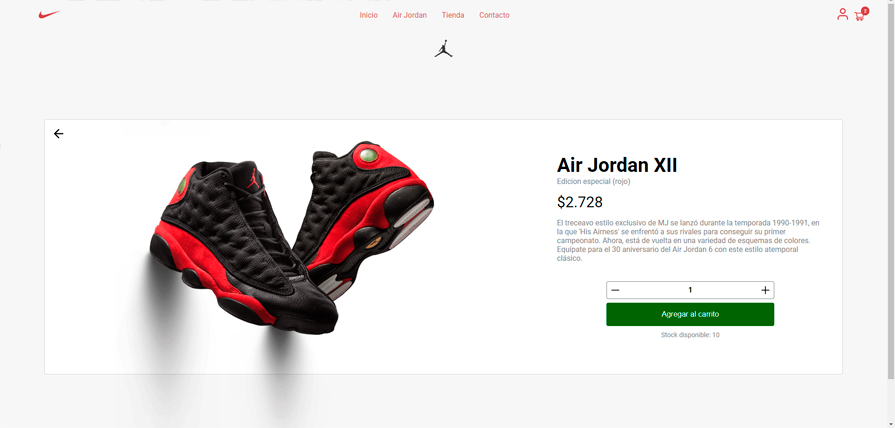 Inicio Air Jordan Tienda Contacto
Air Jordan XII
Edicion especial (rojo)
$2.728
El treceavo estilo exclusivo de MJ se lanzó durante la temporada 1990-1991, en
la que 'His Airness' se enfrentó a sus rivales para conseguir su primer
campeonato. Ahora, está de vuelta en una variedad de esquemas de colores.
Equípate para el 30 aniversario del Air Jordan 6 con este estilo atemporal
clásico.
1
Agregar al carrito
Stock disponible: 10